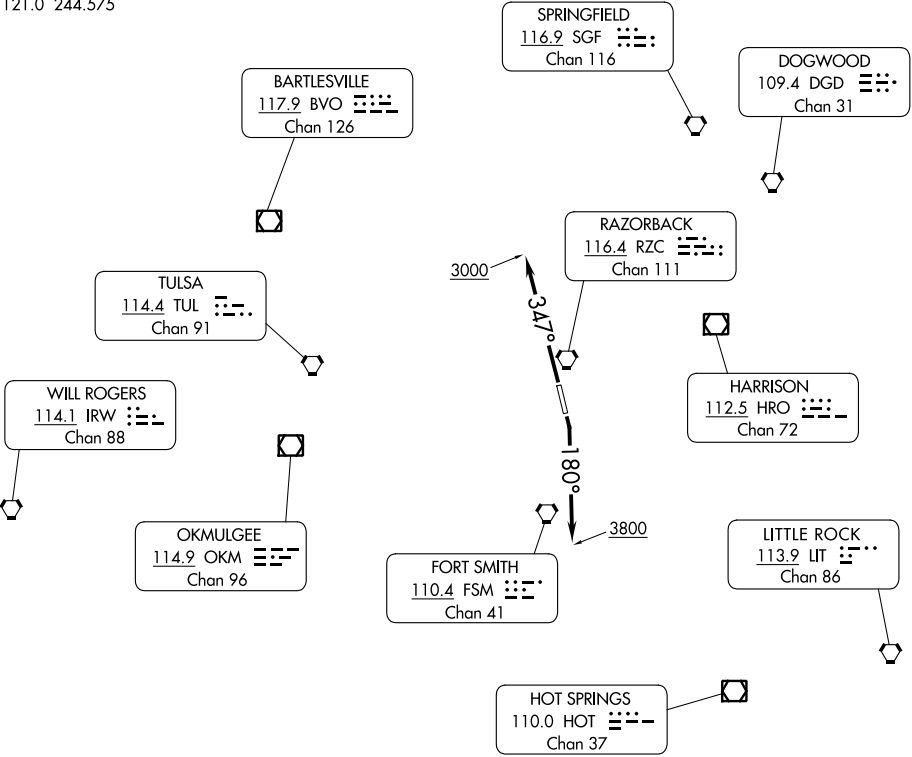 121.0 244.575
SPRINGFIELD
116.9 SGF
Chan 116
DOGWOOD
109.4 DGD
Chan 31
BARTLESVILLE
117.9 BVO
Chan 126
RAZORBACK
116.4 RZC
Chan 111
3000
347°
TULSA
114.4 TUL
Chan 91
WILL ROGERS
114.1 IRW
Chan 88
HARRISON
112.5 HRO
Chan 72
180°
3800
OKMULGEE
114.9 OKM
Chan 96
FORT SMITH
110.4 FSM
Chan 41
LITTLE ROCK
113.9 LIT
Chan 86
HOT SPRINGS
110.0 HOT
Chan 37